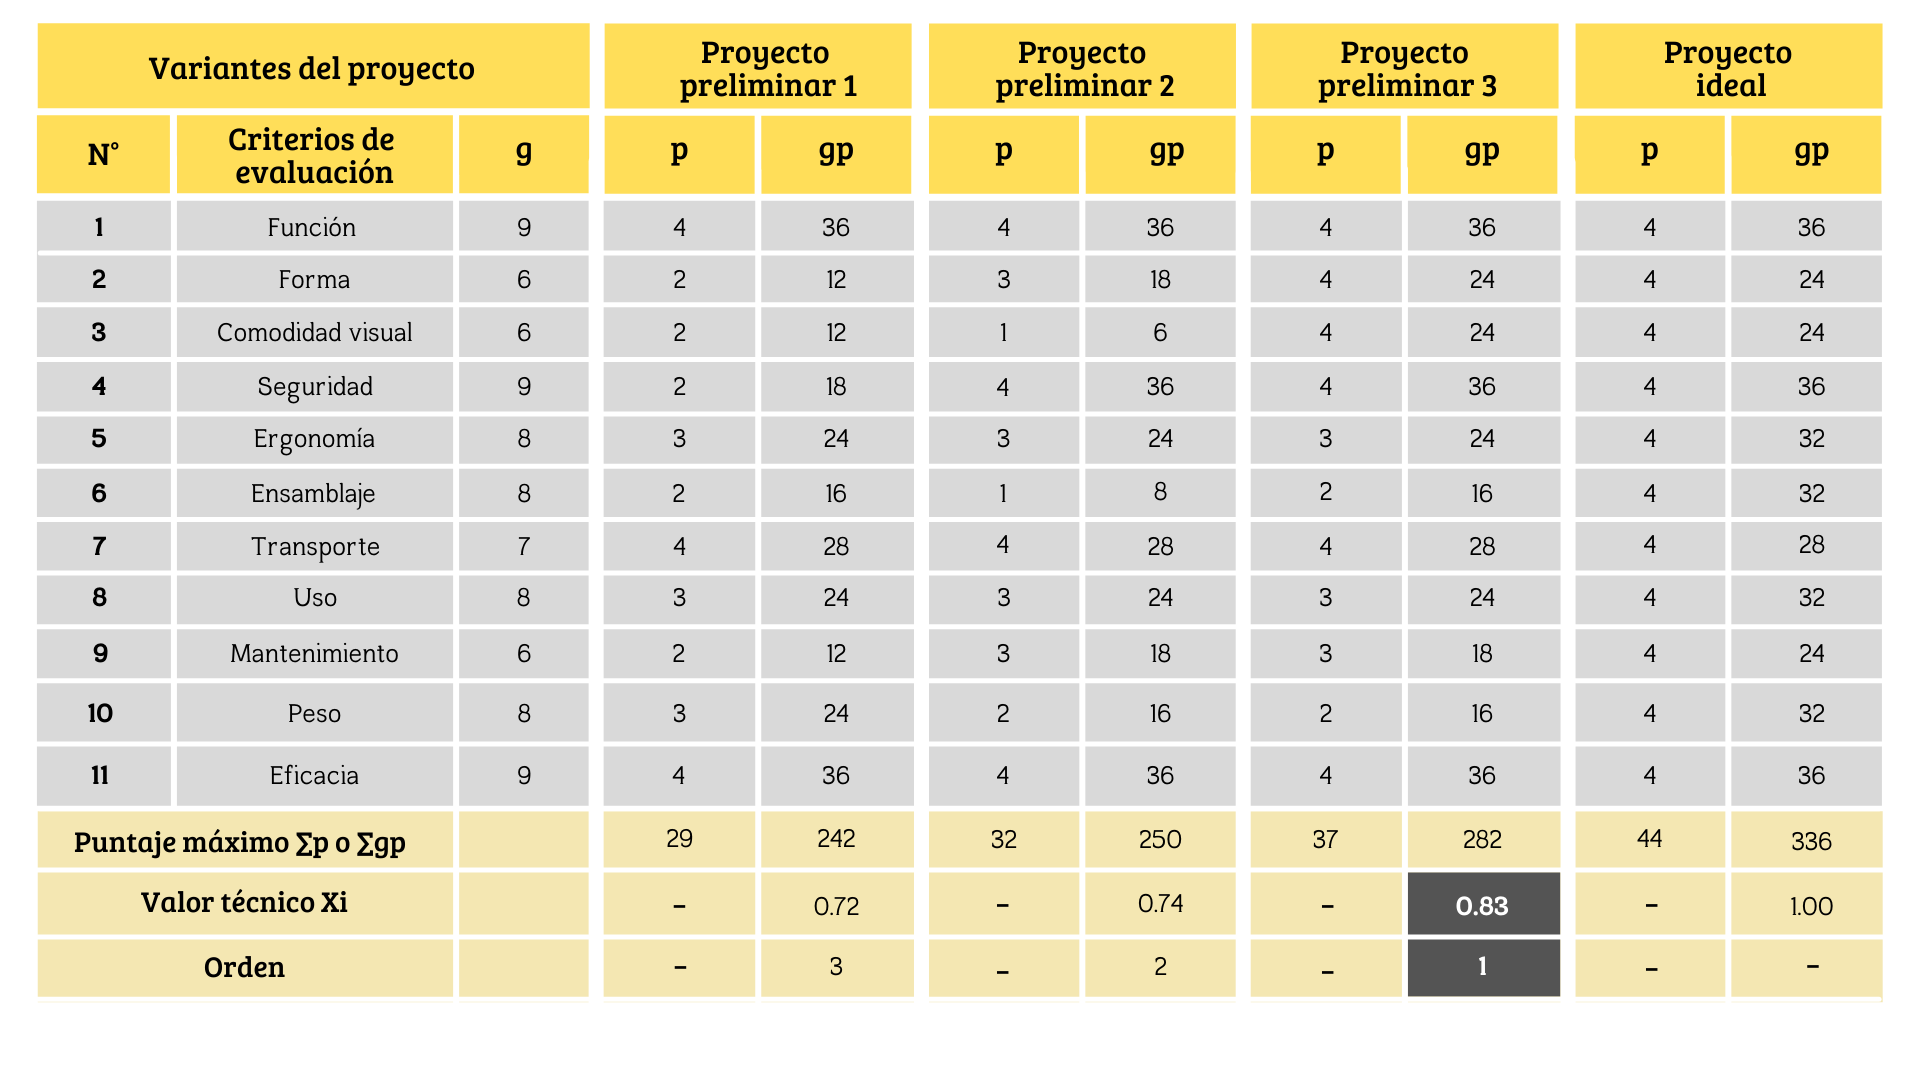 Variantes del proyecto
Proyecto
preliminar 1
Proyecto
preliminar 2
Proyecto
preliminar 3
Proyecto
ideal
N° Criterios de evaluación g p gp p gp p gp p gp
1 Función 9 4 36 4 36 4 36 4 36
2 Forma 6 2 12 3 18 4 24 4 24
3 Comodidad visual 6 2 12 1 6 4 24 4 24
4 Seguridad 9 2 18 4 36 4 36 4 36
5 Ergonomía 8 3 24 3 24 3 24 4 32
6 Ensamblaje 8 2 16 1 8 2 16 4 32
7 Transporte 7 4 28 4 28 4 28 4 28
8 Uso 8 3 24 3 24 3 24 4 32
9 Mantenimiento 6 2 12 3 18 3 18 4 24
10 Peso 8 3 24 2 16 2 16 4 32
11 Eficacia 9 4 36 4 36 4 36 4 36
Puntaje máximo ∑p o ∑gp 29 242 32 250 37 282 44 336
Valor técnico Xi – 0.72 – 0.74 – 0.83 – 1.00
Orden – 3 – 2 – 1 – –